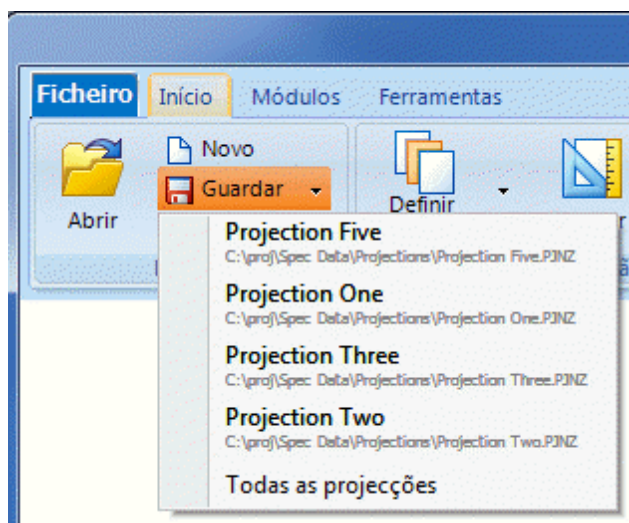 Ficheiro Início Módulos Ferramentas
Abrir
Novo
Guardar
Definir
Projection Five
C:\proj\Spec Data\Projections\Projection Five.PJNZ
Projection One
C:\proj\Spec Data\Projections\Projection One.PJNZ
Projection Three
C:\proj\Spec Data\Projections\Projection Three.PJNZ
Projection Two
C:\proj\Spec Data\Projections\Projection Two.PJNZ
Todas as projecções